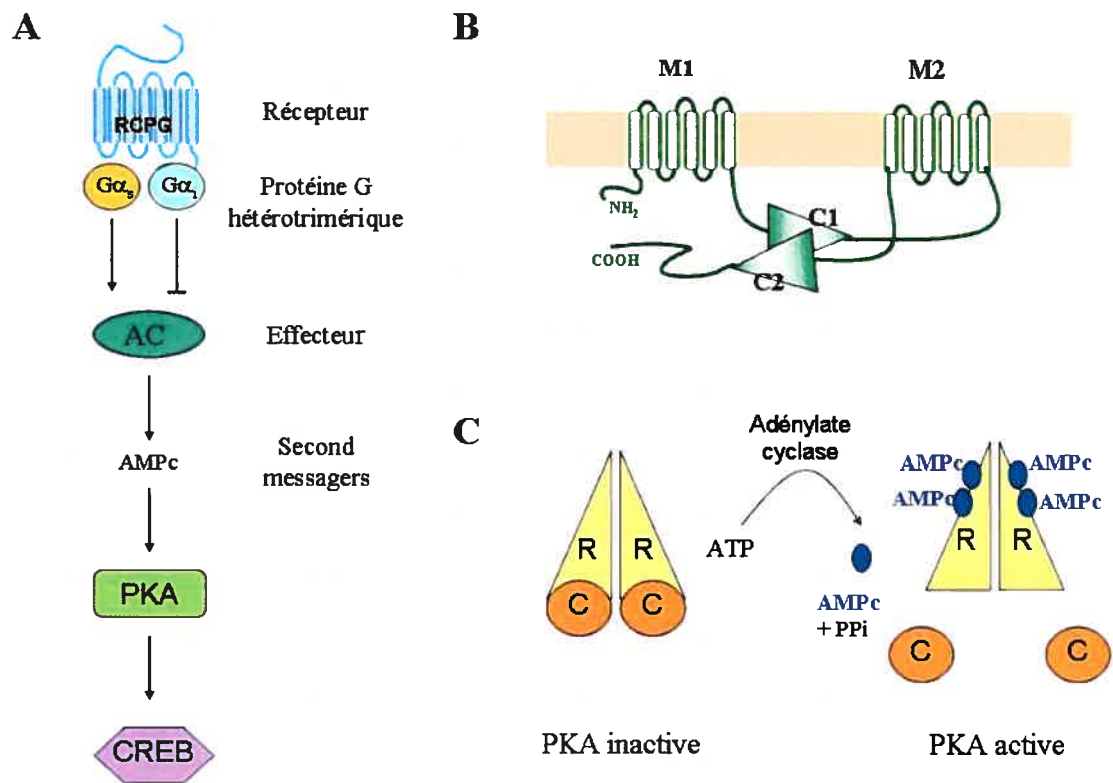 A
RCPG
Récepteur
Gαs
Gαi
Protéine G
hétérotrimérique
AC
Effecteur
AMPc
Second
messagers
PKA
CREB
B
M1
M2
NH2
C1
COOH
C2
C
Adénylate
cyclase
R R
C C
ATP
AMPc
+ PPi
AMPc AMPc
AMPc AMPc
R R
C C
PKA inactive
PKA active